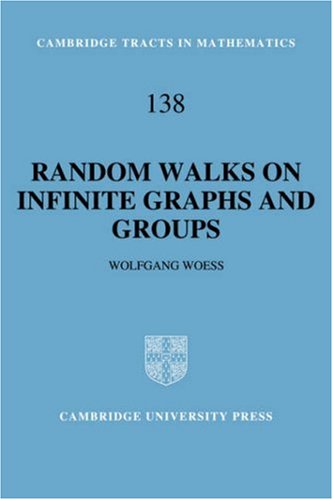 CAMBRIDGE TRACTS IN MATHEMATICS
138
RANDOM WALKS ON
INFINITE GRAPHS AND
GROUPS
WOLFGANG WOESS
CAMBRIDGE UNIVERSITY PRESS